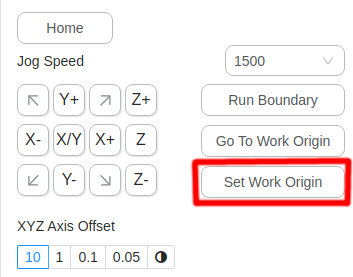 Home
Jog Speed 1500
Y+ Z+ Run Boundary
X- X/Y X+ Z Go To Work Origin
Y- Z- Set Work Origin
XYZ Axis Offset
10 1 0.1 0.05